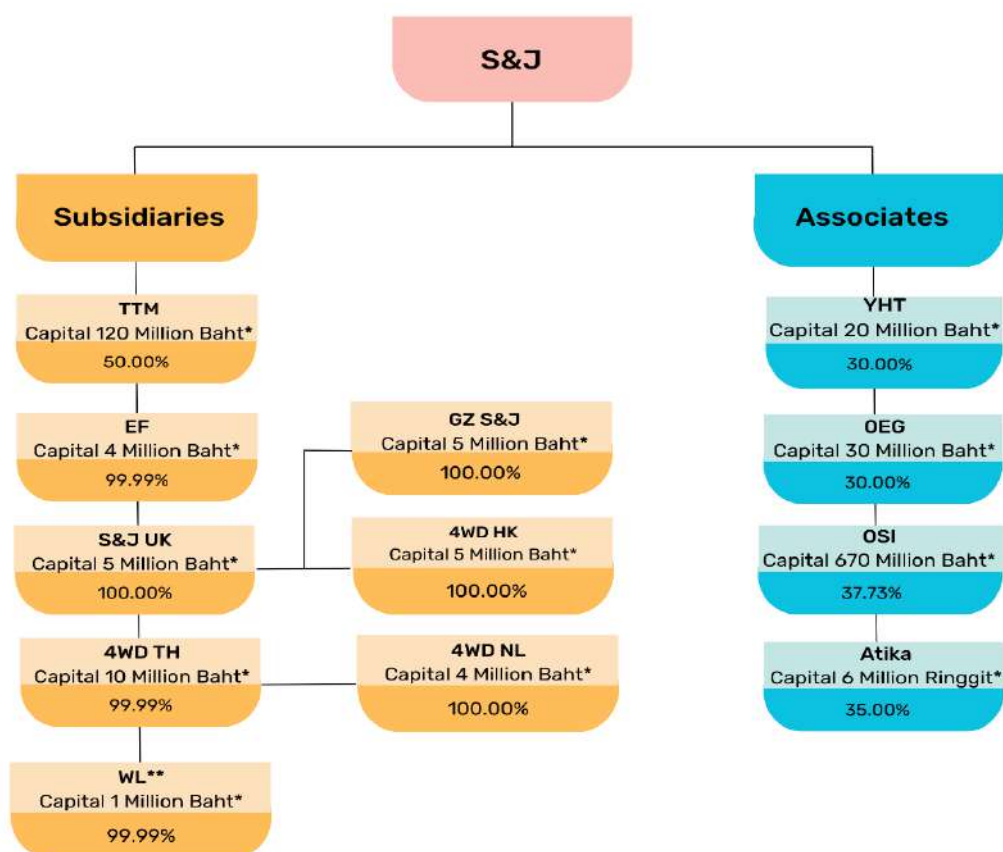 S&J
Subsidiaries
TTM
Capital 120 Million Baht*
50.00%
EF
Capital 4 Million Baht*
99.99%
S&J UK
Capital 5 Million Baht*
100.00%
4WD TH
Capital 10 Million Baht*
99.99%
WL**
Capital 1 Million Baht*
99.99%
GZ S&J
Capital 5 Million Baht*
100.00%
4WD HK
Capital 5 Million Baht*
100.00%
4WD NL
Capital 4 Million Baht*
100.00%
Associates
YHT
Capital 20 Million Baht*
30.00%
OEG
Capital 30 Million Baht*
30.00%
OSI
Capital 670 Million Baht*
37.73%
Atika
Capital 6 Million Ringgit*
35.00%